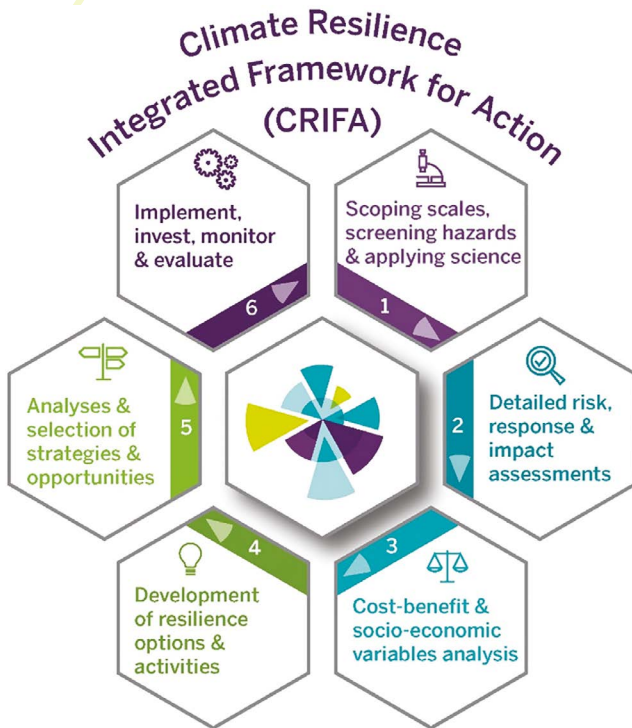 Climate Resilience
Integrated Framework for Action
(CRIFA)
Scoping scales,
screening hazards
& applying science
1
2
Detailed risk,
response &
impact
assessments
3
Cost-benefit &
socio-economic
variables analysis
4
Development
of resilience
options &
activities
5
Analyses &
selection of
strategies &
opportunities
Implement,
invest, monitor
& evaluate
6